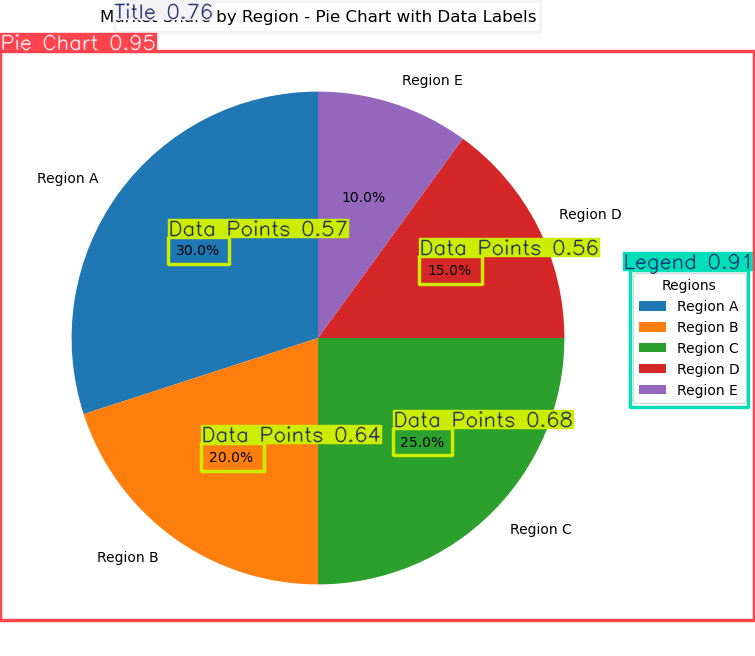 Title 0.76
M by Region - Pie Chart with Data Labels
Pie Chart 0.95
Region E
Region A
10.0%
Region D
Data Points 0.57
30.0%
Data Points 0.56
15.0%
Legend 0.91
Regions
Region A
Region B
Region C
Region D
Region E
Data Points 0.68
25.0%
Data Points 0.64
20.0%
Region C
Region B